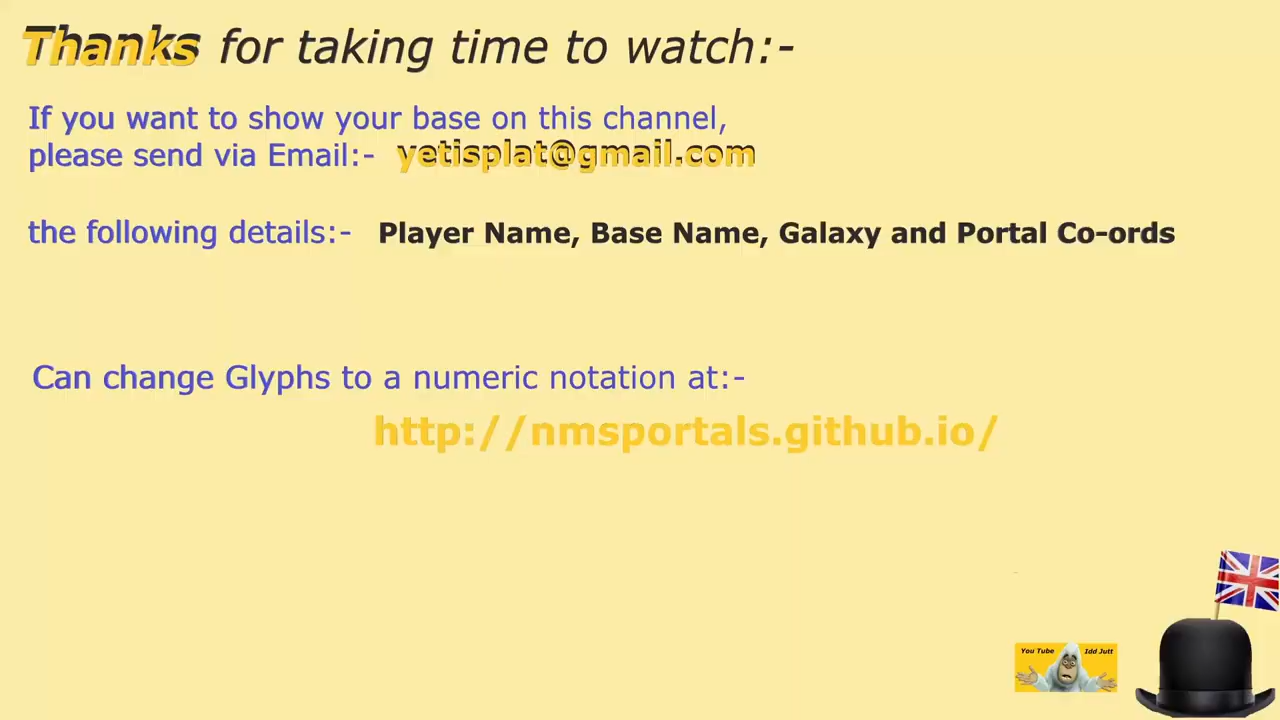 Thanks for taking time to watch:-
If you want to show your base on this channel,
please send via Email:- yetisplat@gmail.com
the following details:- Player Name, Base Name, Galaxy and Portal Co-ords
Can change Glyphs to a numeric notation at:-
http://nmsportals.github.io/
You Tube Idd Jutt